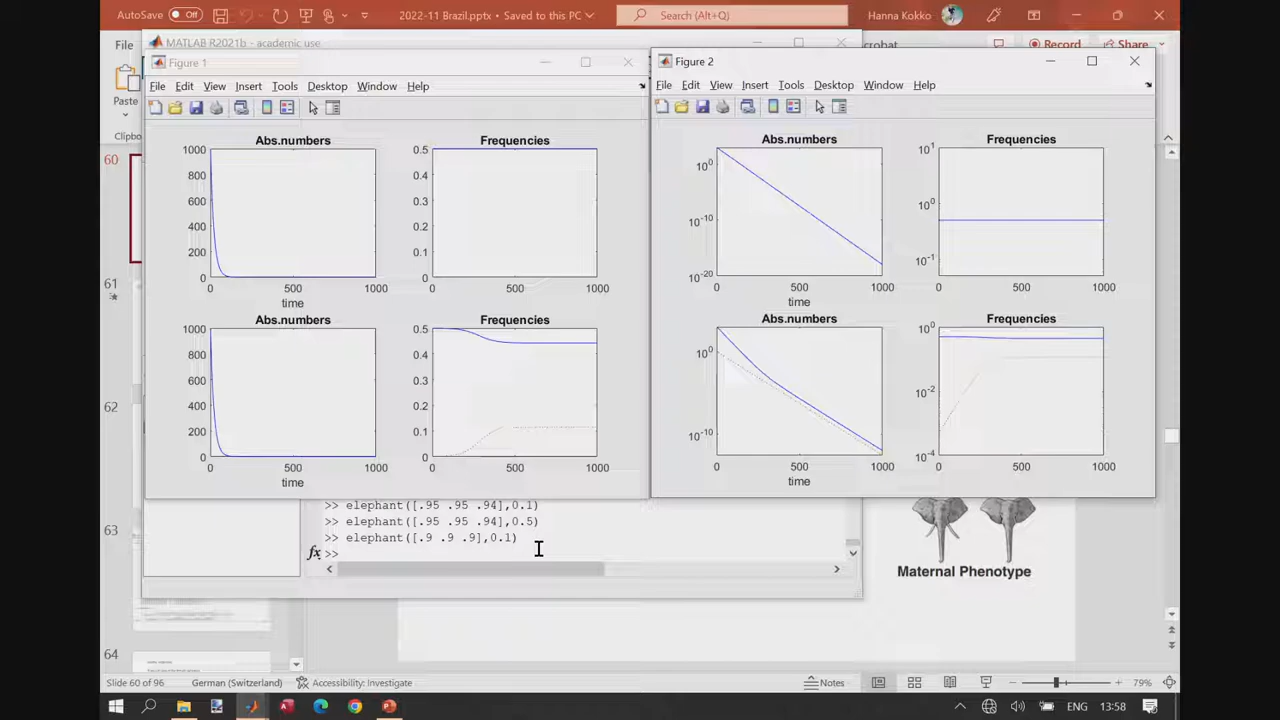 AutoSave Off 2022-11 Brazil.pptx • Saved to this PC Search (Alt+Q) Hanna Kokko
File Record Share
Paste
MATLAB R2021b - academic use
Figure 1
File Edit View Insert Tools Desktop Window Help
Abs.numbers
1000
800
600
400
200
0
0 500 1000
time
Frequencies
0.5
0.4
0.3
0.2
0.1
0
0 500 1000
Abs.numbers
1000
800
600
400
200
0
0 500 1000
time
Frequencies
0.5
0.4
0.3
0.2
0.1
0
0 500 1000
Figure 2
File Edit View Insert Tools Desktop Window Help
Abs.numbers
10^0
10^-10
10^-20
0 500 1000
time
Frequencies
10^1
10^0
10^-1
0 500 1000
Abs.numbers
10^0
10^-10
0 500 1000
time
Frequencies
10^0
10^-2
10^-4
0 500 1000
60
61
62
63
64
>> elephant([.95 .95 .94],0.1)
>> elephant([.95 .95 .94],0.5)
>> elephant([.9 .9 .9],0.1)
fx >>
Maternal Phenotype
Slide 60 of 96 German (Switzerland) Accessibility: Investigate Notes 79%
ENG 13:58